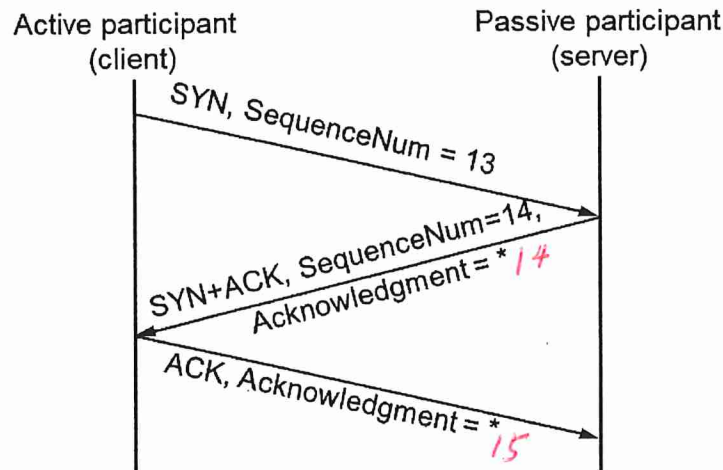 Active participant
(client)
Passive participant
(server)
SYN, SequenceNum = 13
SYN+ACK, SequenceNum=14,
Acknowledgment = * 14
ACK, Acknowledgment = *
15